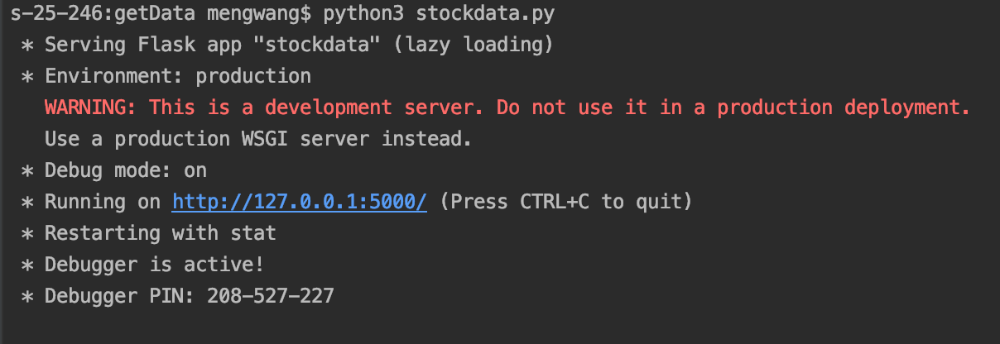 s-25-246:getData mengwang$ python3 stockdata.py
* Serving Flask app "stockdata" (lazy loading)
* Environment: production
WARNING: This is a development server. Do not use it in a production deployment.
Use a production WSGI server instead.
* Debug mode: on
* Running on http://127.0.0.1:5000/ (Press CTRL+C to quit)
* Restarting with stat
* Debugger is active!
* Debugger PIN: 208-527-227